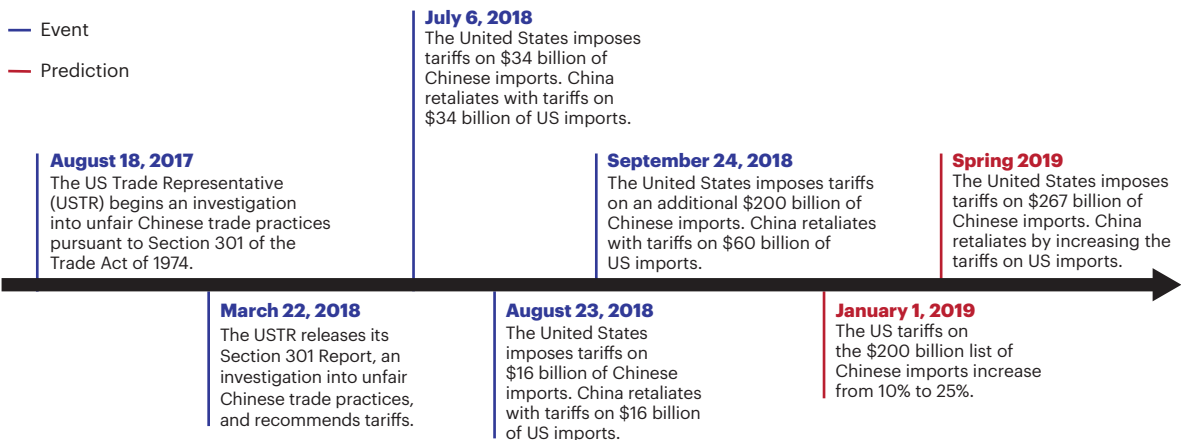 Event
Prediction
July 6, 2018
The United States imposes
tariffs on $34 billion of
Chinese imports. China
retaliates with tariffs on
$34 billion of US imports.
August 18, 2017
The US Trade Representative
(USTR) begins an investigation
into unfair Chinese trade practices
pursuant to Section 301 of the
Trade Act of 1974.
September 24, 2018
The United States imposes tariffs
on an additional $200 billion of
Chinese imports. China retaliates
with tariffs on $60 billion of
US imports.
Spring 2019
The United States imposes
tariffs on $267 billion of
Chinese imports. China
retaliates by increasing the
tariffs on US imports.
March 22, 2018
The USTR releases its
Section 301 Report, an
investigation into unfair
Chinese trade practices,
and recommends tariffs.
August 23, 2018
The United States
imposes tariffs on
$16 billion of Chinese
imports. China retaliates
with tariffs on $16 billion
of US imports.
January 1, 2019
The US tariffs on
the $200 billion list of
Chinese imports increase
from 10% to 25%.